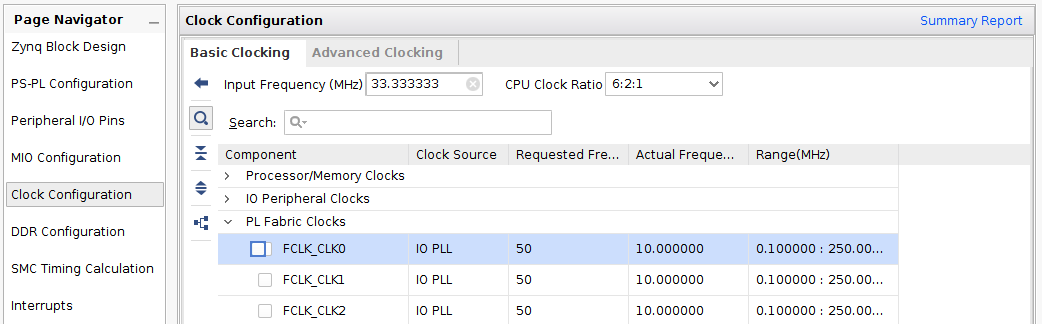 Page Navigator
Zynq Block Design
PS-PL Configuration
Peripheral I/O Pins
MIO Configuration
Clock Configuration
DDR Configuration
SMC Timing Calculation
Interrupts
Clock Configuration
Summary Report
Basic Clocking
Advanced Clocking
Input Frequency (MHz) 33.333333 CPU Clock Ratio 6:2:1
Search:
Component Clock Source Requested Fre... Actual Freque... Range(MHz)
Processor/Memory Clocks
IO Peripheral Clocks
PL Fabric Clocks
FCLK_CLK0 IO PLL 50 10.000000 0.100000 : 250.00...
FCLK_CLK1 IO PLL 50 10.000000 0.100000 : 250.00...
FCLK_CLK2 IO PLL 50 10.000000 0.100000 : 250.00...